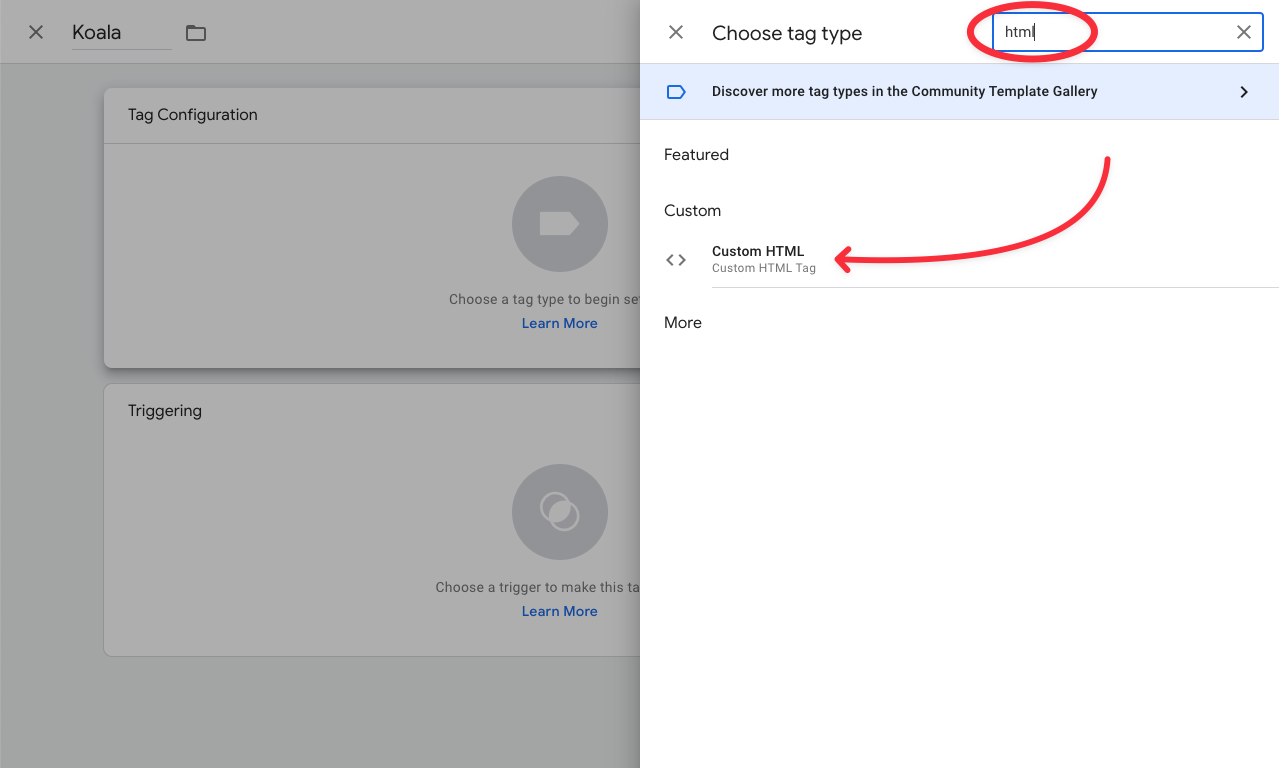 Koala
Tag Configuration
Choose a tag type to begin se
Learn More
Triggering
Choose a trigger to make this ta
Learn More
Choose tag type
html
Discover more tag types in the Community Template Gallery
Featured
Custom
Custom HTML
Custom HTML Tag
More